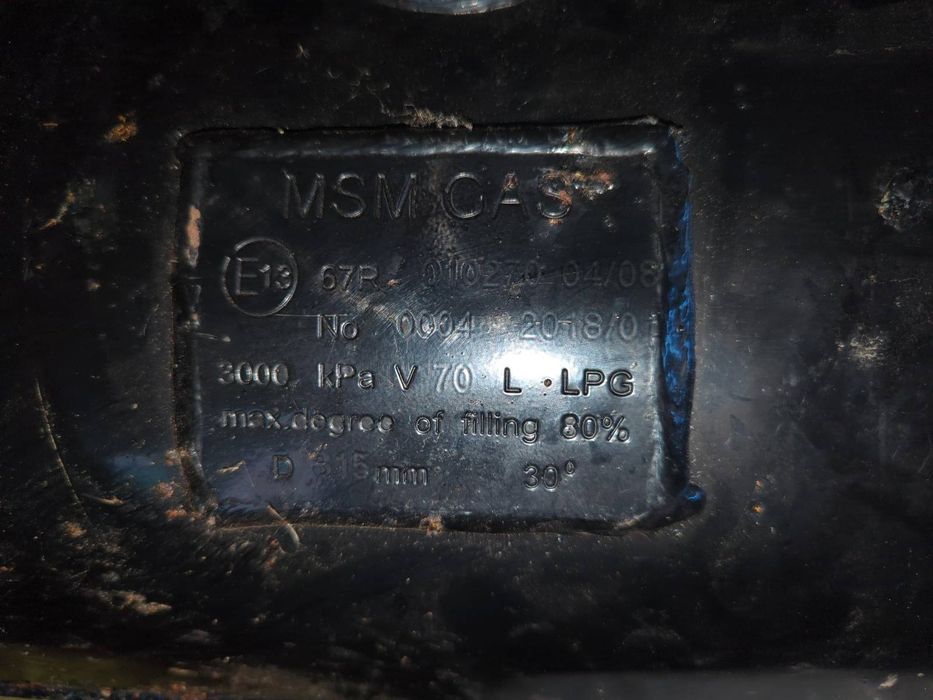 MSM GAS
E13 67R - 010270 04/08
No 0004 2018/01
3000 kPa V 70 L LPG
max.degree of filling 80%
D 315 mm 30°